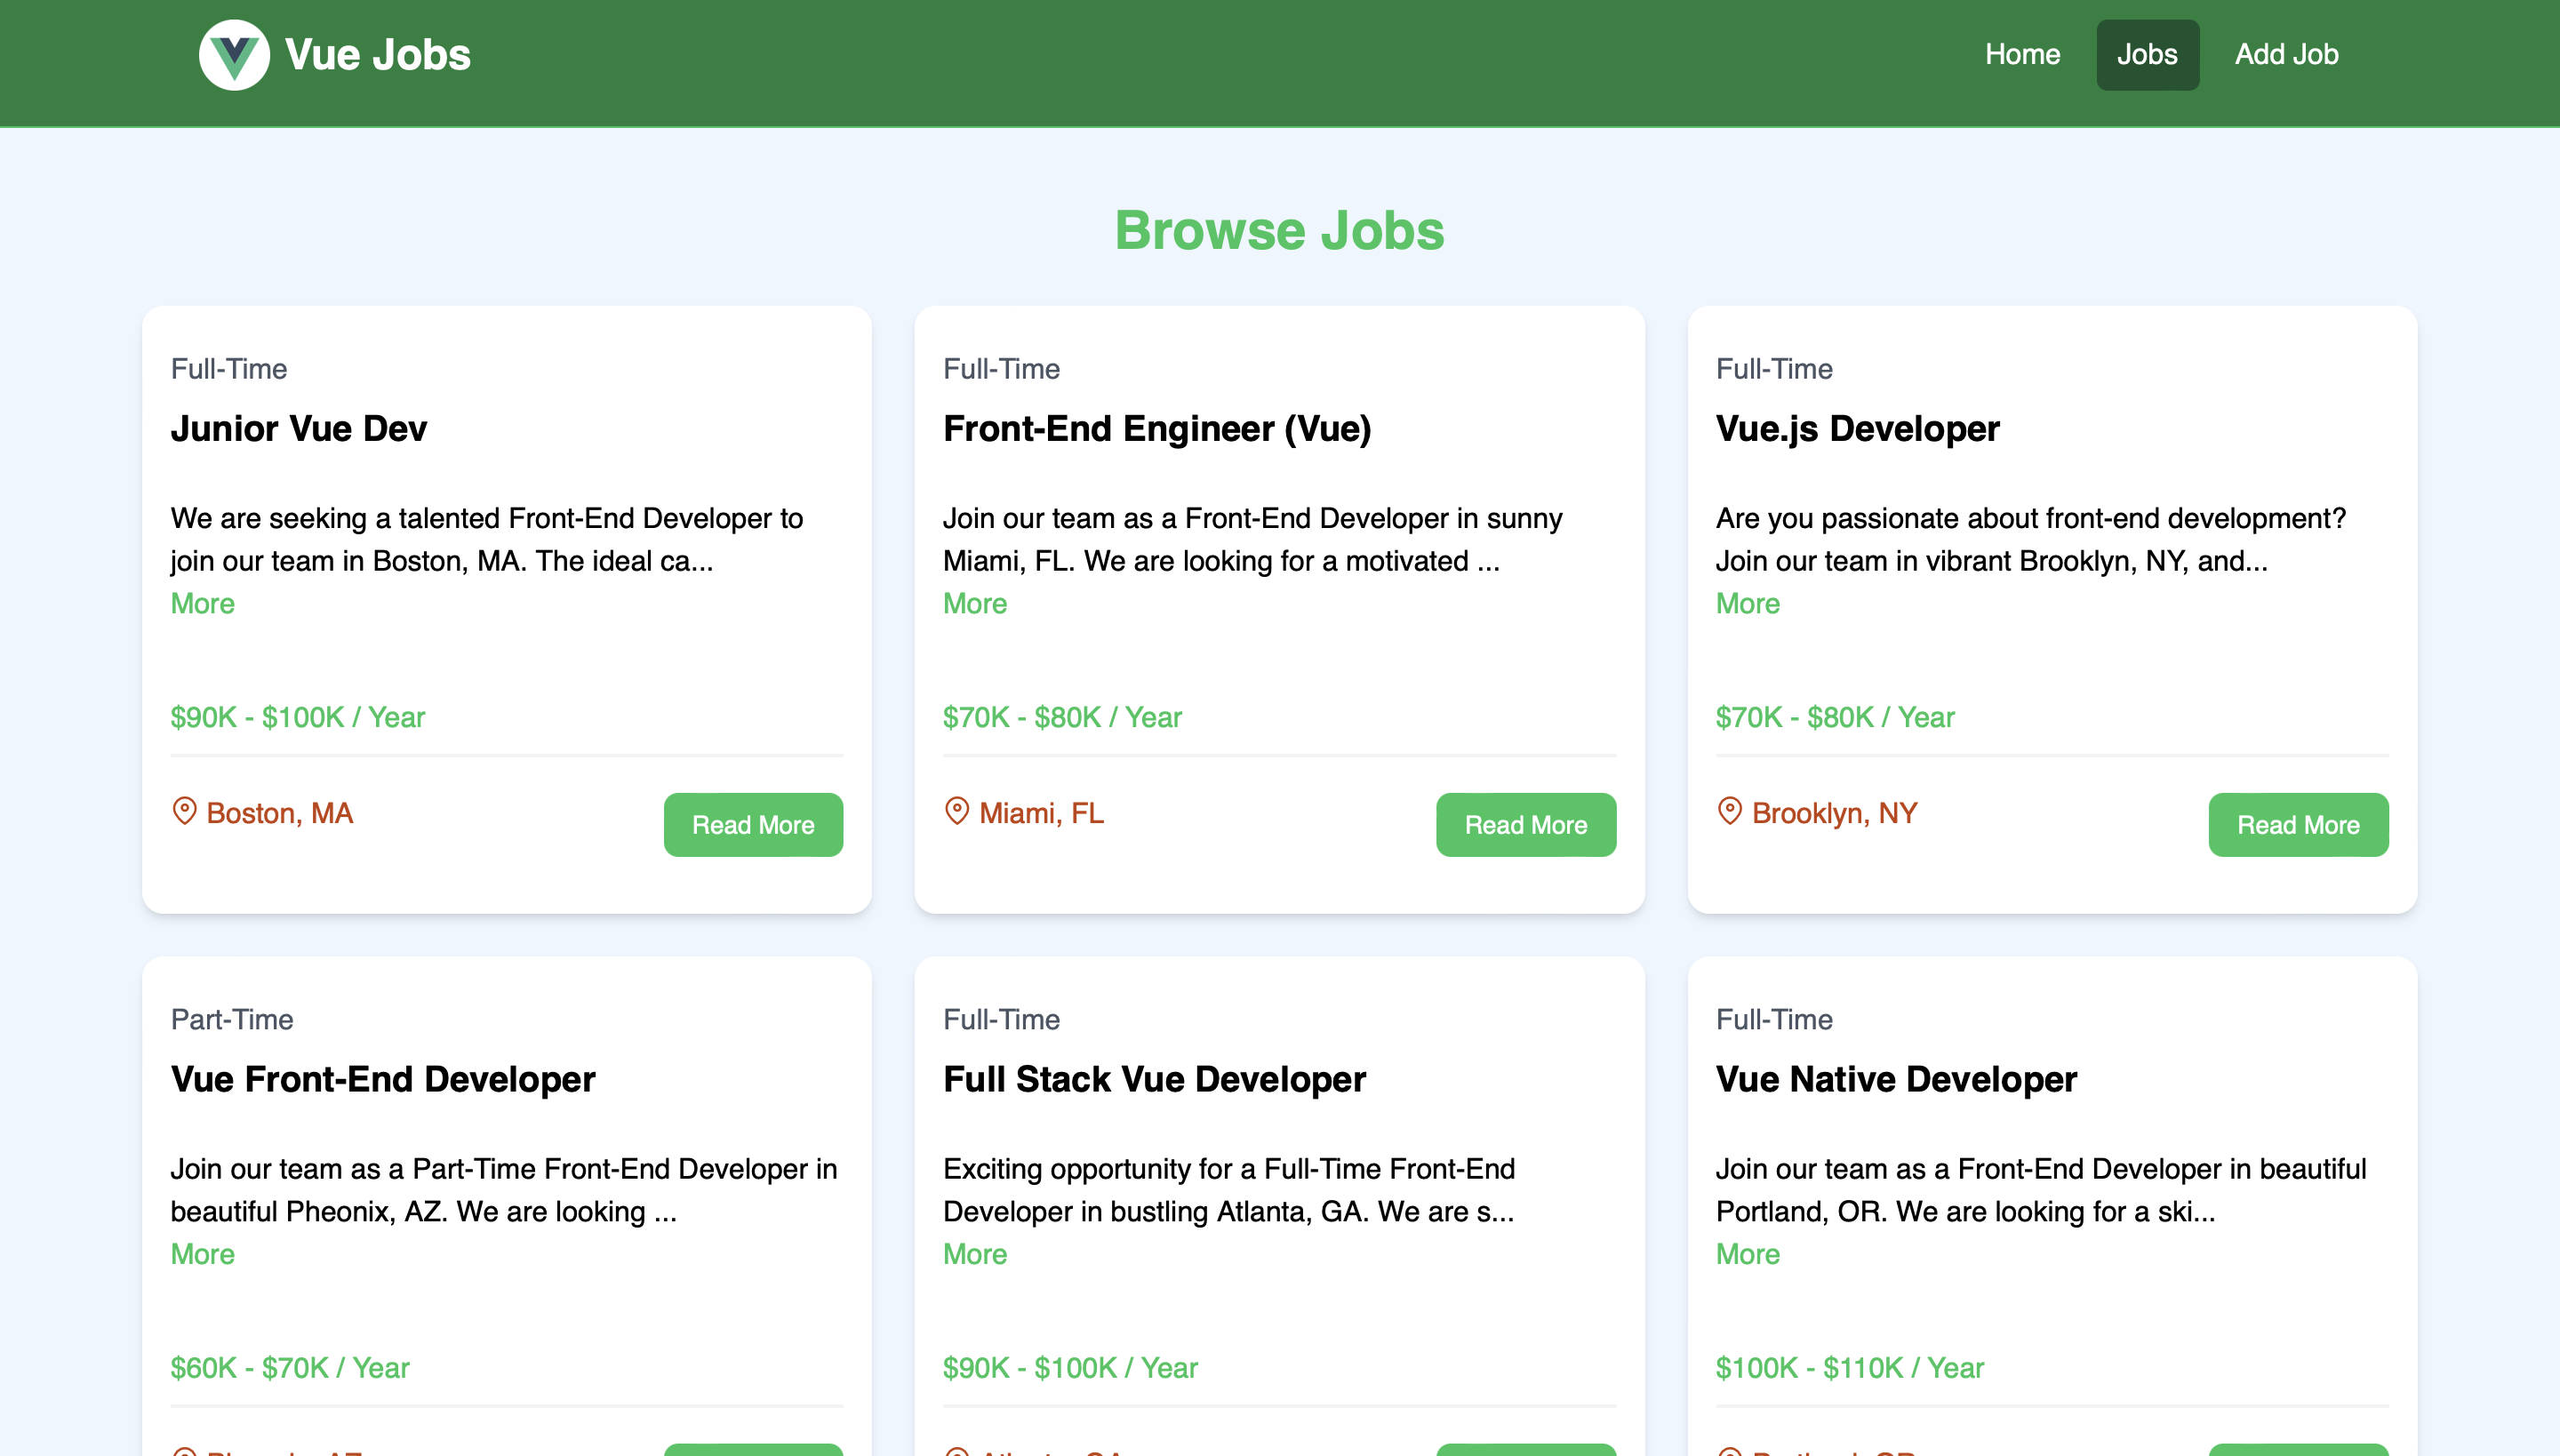 Vue Jobs
Home
Jobs
Add Job
Browse Jobs
Full-Time
Junior Vue Dev
We are seeking a talented Front-End Developer to
join our team in Boston, MA. The ideal ca...
More
$90K - $100K / Year
Boston, MA
Read More
Full-Time
Front-End Engineer (Vue)
Join our team as a Front-End Developer in sunny
Miami, FL. We are looking for a motivated ...
More
$70K - $80K / Year
Miami, FL
Read More
Full-Time
Vue.js Developer
Are you passionate about front-end development?
Join our team in vibrant Brooklyn, NY, and...
More
$70K - $80K / Year
Brooklyn, NY
Read More
Part-Time
Vue Front-End Developer
Join our team as a Part-Time Front-End Developer in
beautiful Pheonix, AZ. We are looking ...
More
$60K - $70K / Year
Full-Time
Full Stack Vue Developer
Exciting opportunity for a Full-Time Front-End
Developer in bustling Atlanta, GA. We are s...
More
$90K - $100K / Year
Full-Time
Vue Native Developer
Join our team as a Front-End Developer in beautiful
Portland, OR. We are looking for a ski...
More
$100K - $110K / Year